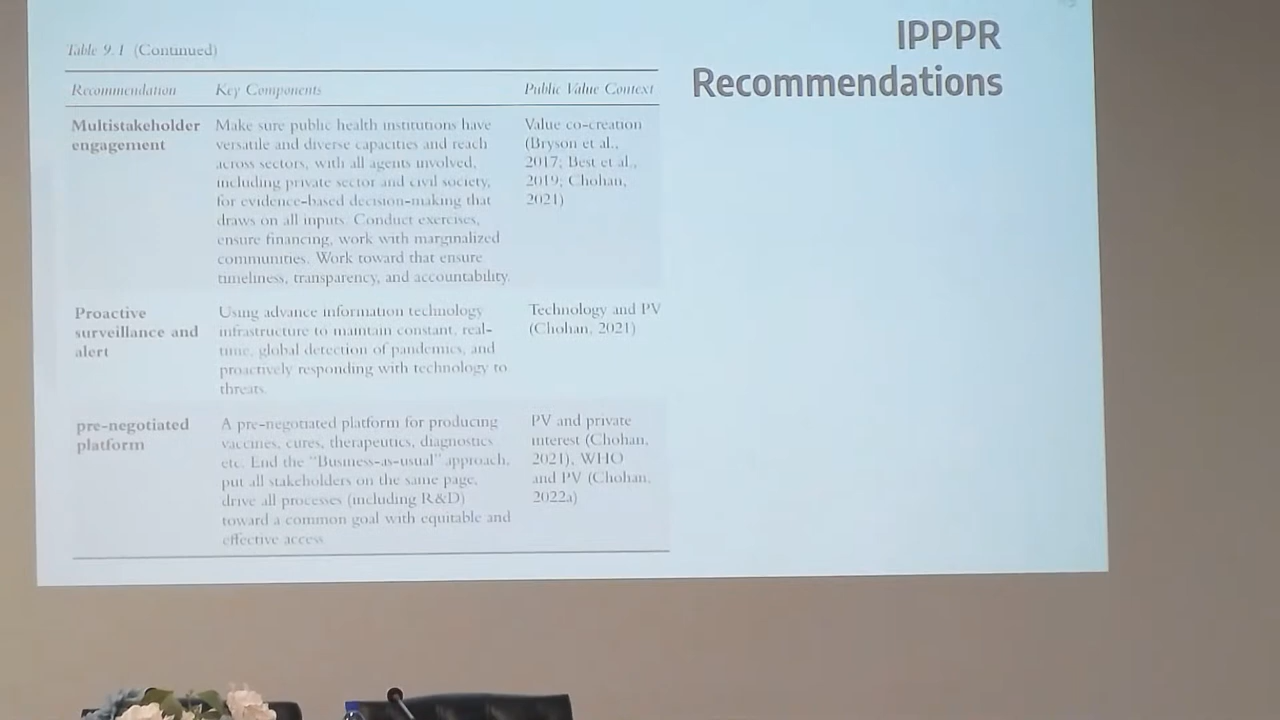 IPPPR
Recommendations
Table 9.1 (Continued)
Recommendation Key Components Public Value Context
Multistakeholder
engagement
Make sure public health institutions have
versatile and diverse capacities and reach
across sectors, with all agents involved,
including private sector and civil society,
for evidence-based decision-making that
draws on all inputs. Conduct exercises,
ensure financing, work with marginalized
communities. Work toward that ensure
timeliness, transparency, and accountability.
Value co-creation
(Bryson et al.,
2017; Best et al.,
2019; Chohan,
2021)
Proactive
surveillance and
alert
Using advance information technology
infrastructure to maintain constant, real-
time, global detection of pandemics, and
proactively responding with technology to
threats.
Technology and PV
(Chohan, 2021)
pre-negotiated
platform
A pre-negotiated platform for producing
vaccines, cures, therapeutics, diagnostics
etc. End the “Business-as-usual” approach,
put all stakeholders on the same page,
drive all processes (including R&D)
toward a common goal with equitable and
effective access.
PV and private
interest (Chohan,
2021), WHO
and PV (Chohan,
2022a)